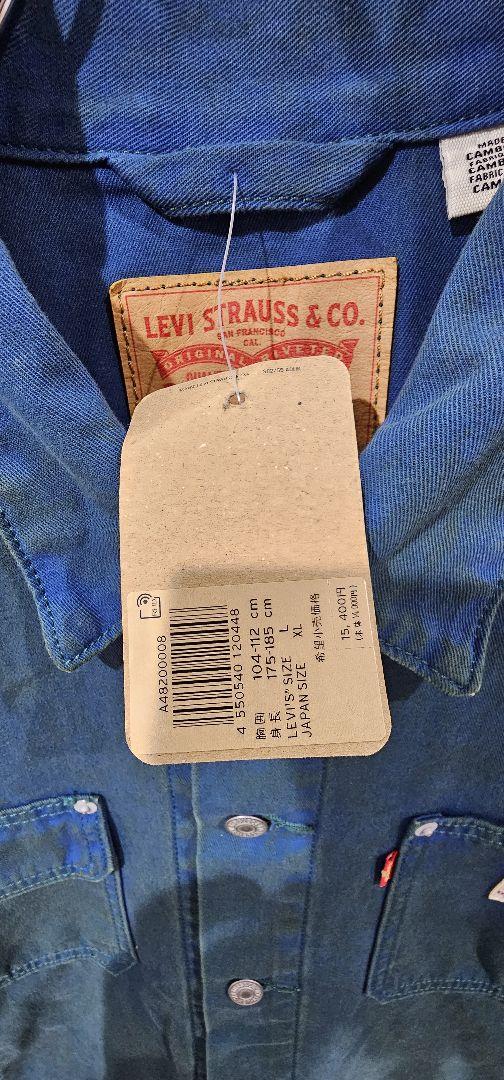 MADE
CAMB
FABRIC
CAMB
FABRIC
CAM
LEVI STRAUSS & CO.
SAN FRANCISCO
CAL.
ORIGINAL RIVETED
A48200008
4 550540 120448
胸囲 104-112 cm
身長 175-185 cm
LEVI'S® SIZE L
JAPAN SIZE XL
希望小売価格
15,400円
(本体 14,000円)